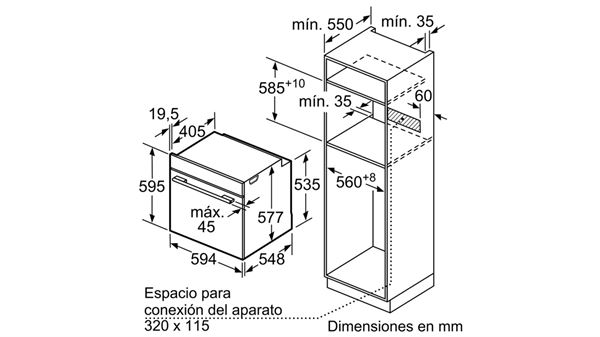 mín. 550
mín. 35
585+10
mín. 35
60
19,5
405
595
535
560+8
máx.
45
577
594
548
Espacio para
conexión del aparato
320 x 115
Dimensiones en mm